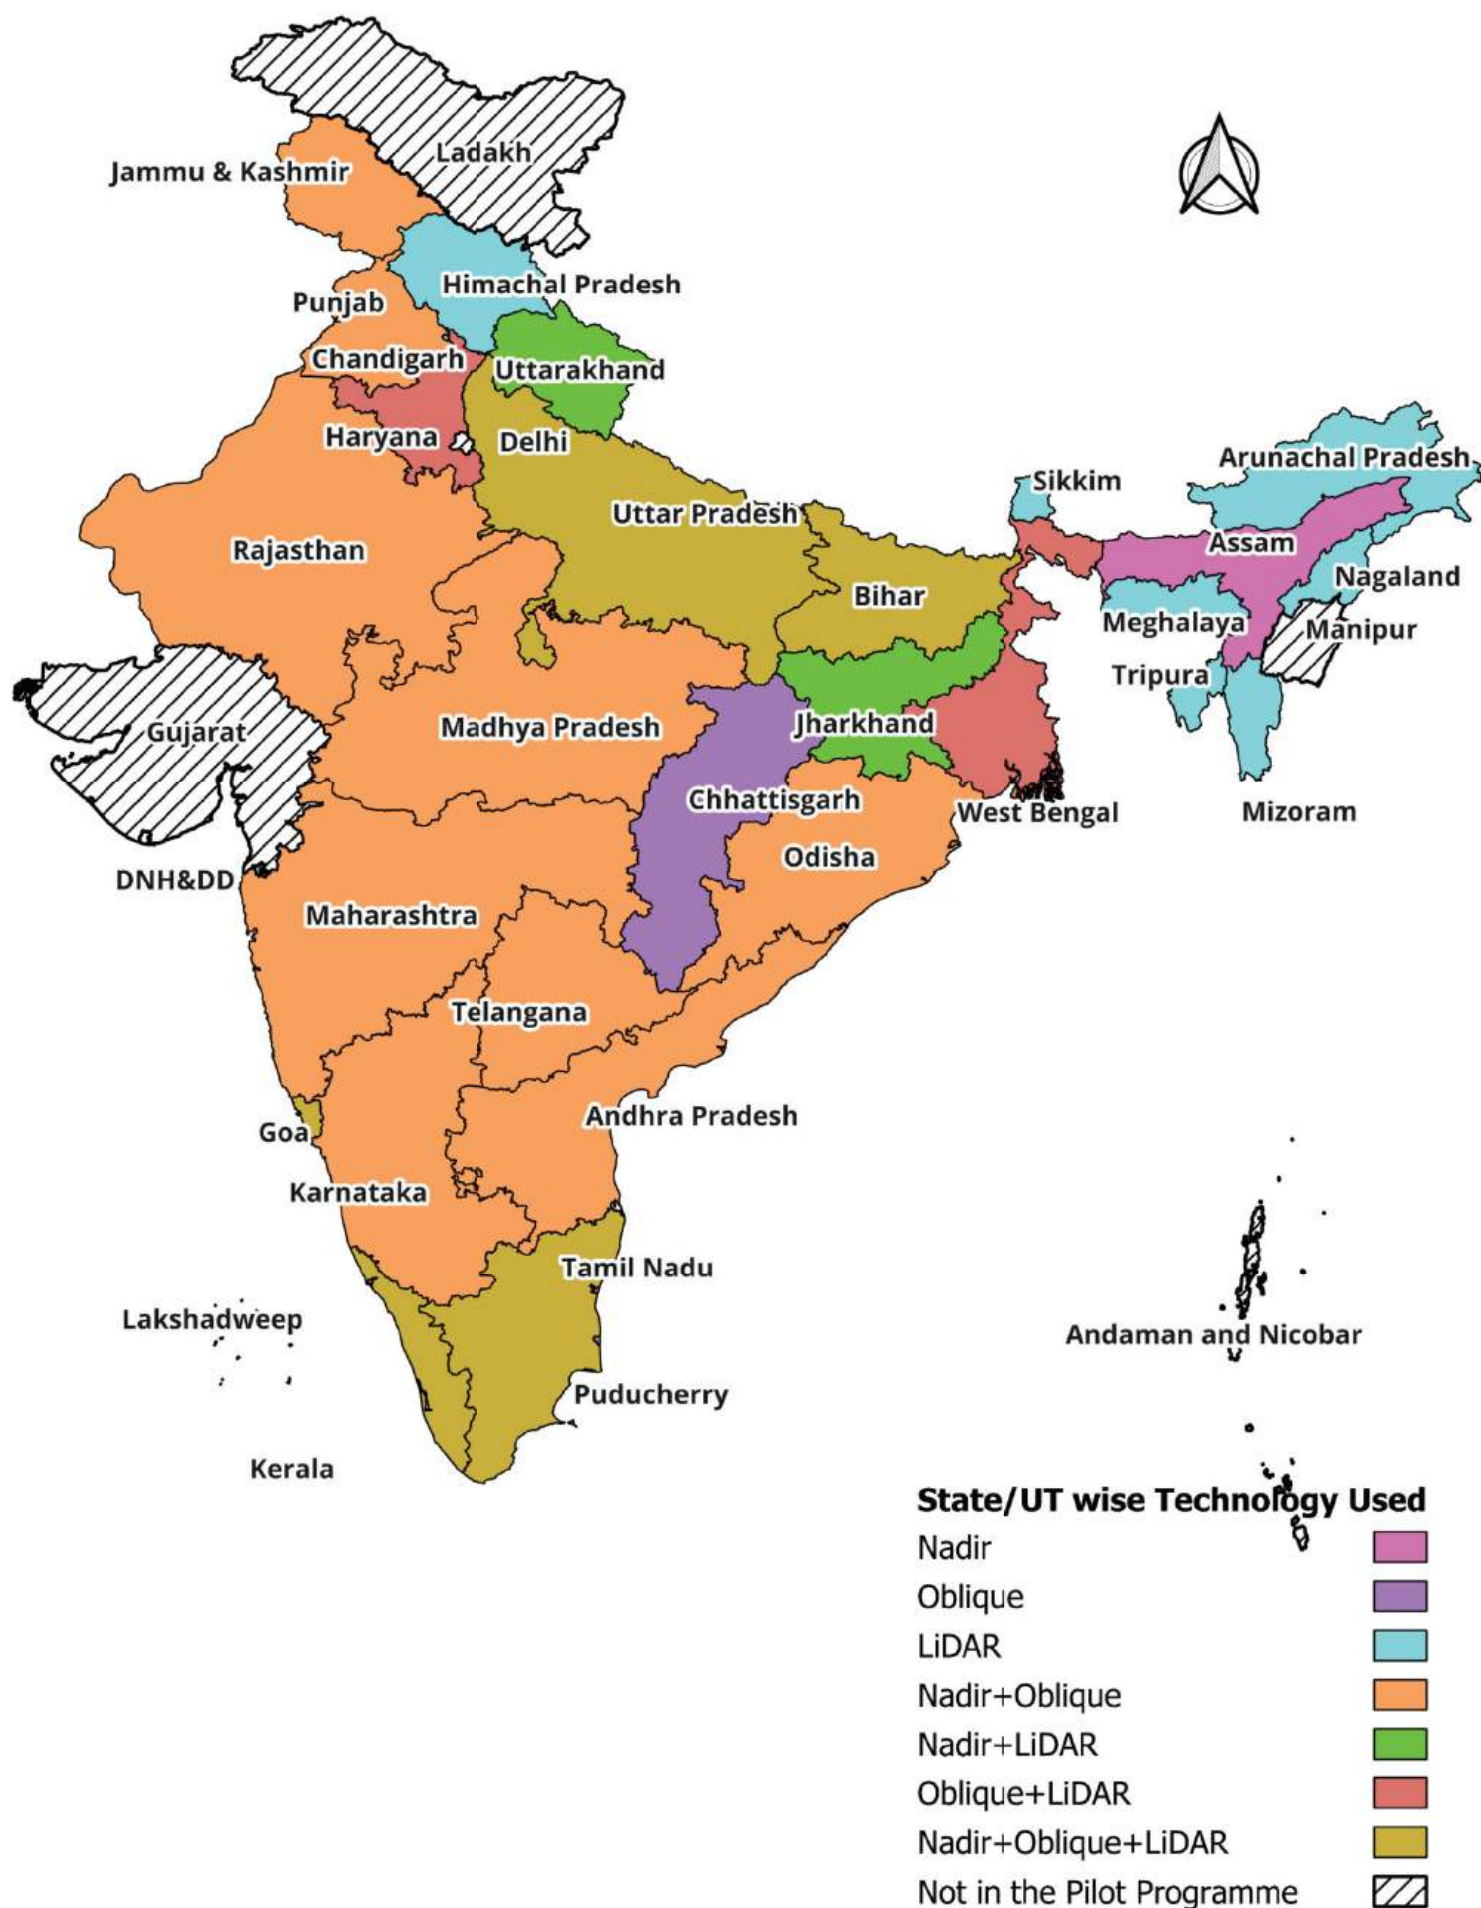 Ladakh
Jammu & Kashmir
Himachal Pradesh
Punjab
Chandigarh
Uttarakhand
Haryana
Delhi
Arunachal Pradesh
Sikkim
Uttar Pradesh
Assam
Rajasthan
Nagaland
Bihar
Meghalaya
Manipur
Tripura
Gujarat
Madhya Pradesh
Jharkhand
Chhattisgarh
West Bengal
Mizoram
Odisha
DNH&DD
Maharashtra
Telangana
Andhra Pradesh
Goa
Karnataka
Tamil Nadu
Lakshadweep
Andaman and Nicobar
Puducherry
Kerala
State/UT wise Technology Used
Nadir
Oblique
LiDAR
Nadir+Oblique
Nadir+LiDAR
Oblique+LiDAR
Nadir+Oblique+LiDAR
Not in the Pilot Programme